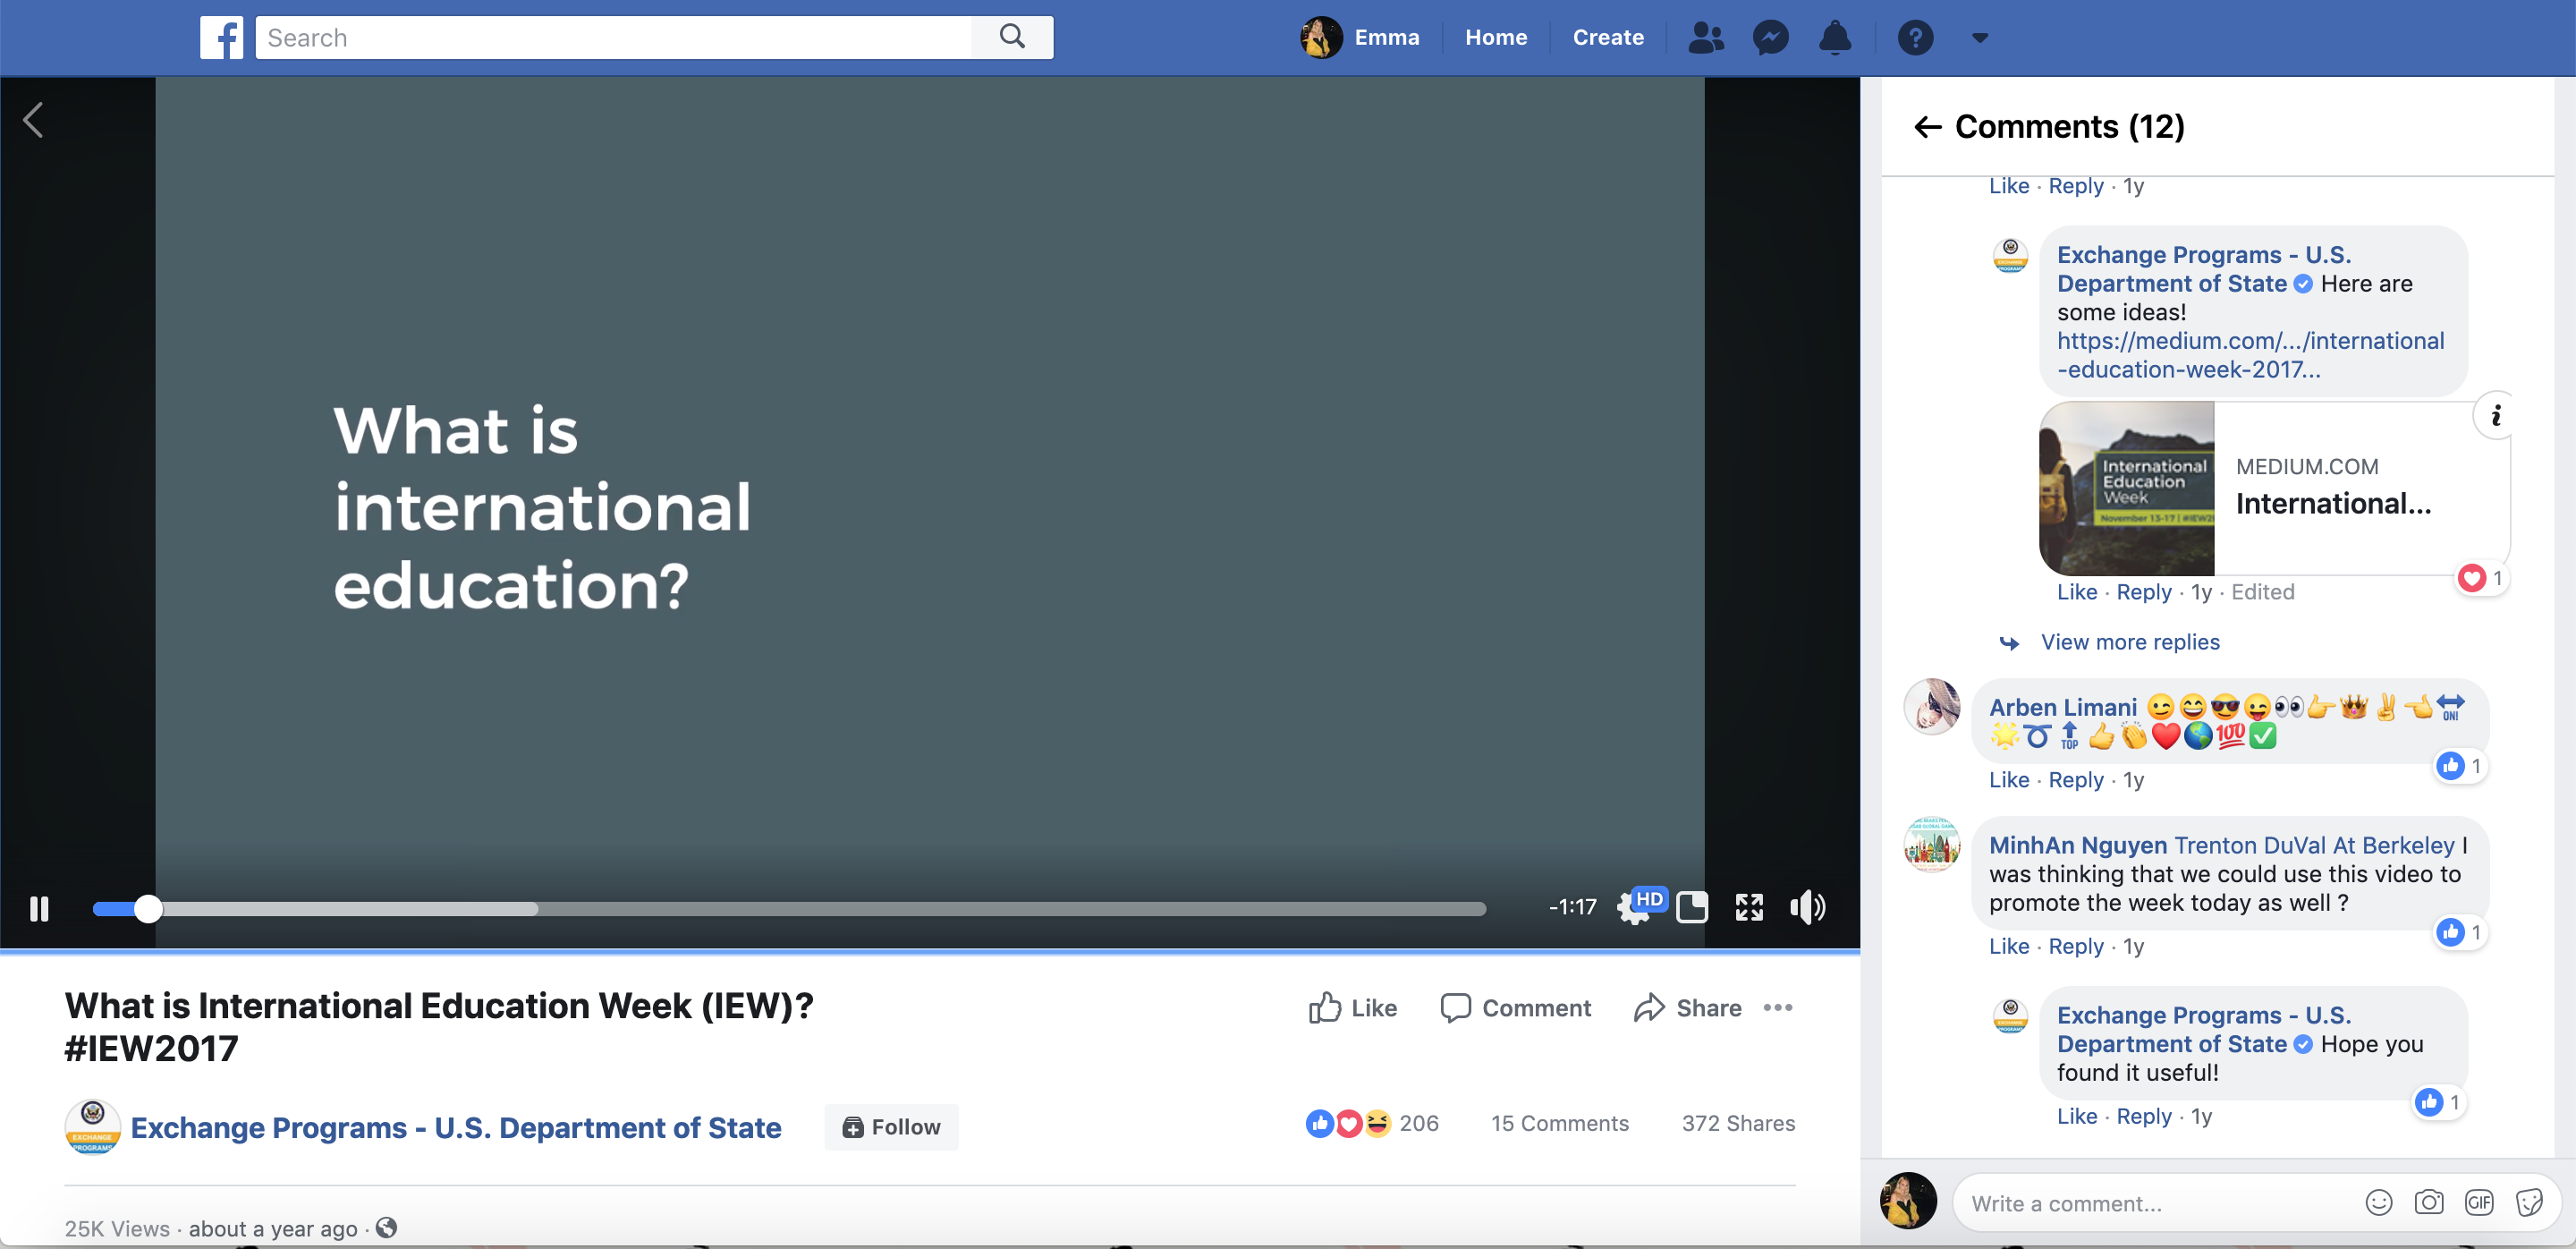 Search
Emma
Home
Create
What is
international
education?
-1:17
HD
What is International Education Week (IEW)?
#IEW2017
Like
Comment
Share
Exchange Programs - U.S. Department of State
EXCHANGE
PROGRAMS
Follow
206
15 Comments
372 Shares
25K Views · about a year ago ·
← Comments (12)
Like · Reply · 1y
Exchange Programs - U.S.
Department of State Here are
some ideas!
https://medium.com/.../international
-education-week-2017...
International
Education
Week
November 13-17 | #IEW2
MEDIUM.COM
International...
i
1
Like · Reply · 1y · Edited
View more replies
Arben Limani 😉😄😎😜👀👉👑✌👈↔ ON!
🌟➰ TOP 👍👏❤🌎💯✅
1
Like · Reply · 1y
MinhAn Nguyen Trenton DuVal At Berkeley I
was thinking that we could use this video to
promote the week today as well ?
1
Like · Reply · 1y
Exchange Programs - U.S.
Department of State Hope you
found it useful!
1
Like · Reply · 1y
Write a comment...
GIF